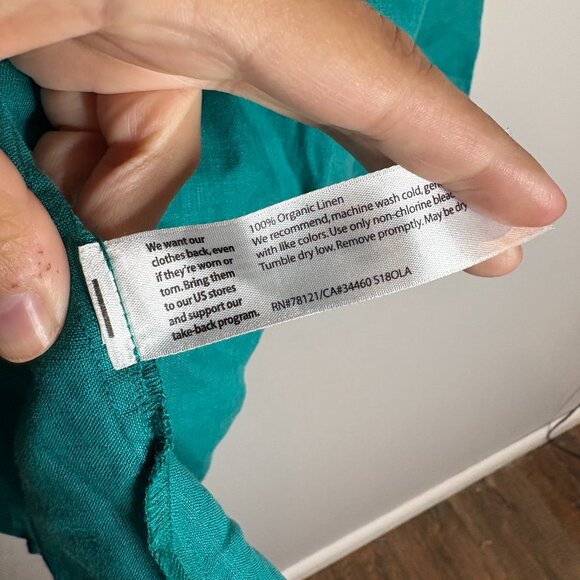 We want our
clothes back, even
if they're worn or
torn. Bring them
to our US stores
and support our
take-back program.
100% Organic Linen
We recommend, machine wash cold,
with like colors. Use only non-chlorine
Tumble dry low. Remove promptly. May be dry
RN#78121/CA#34460 S18OLA